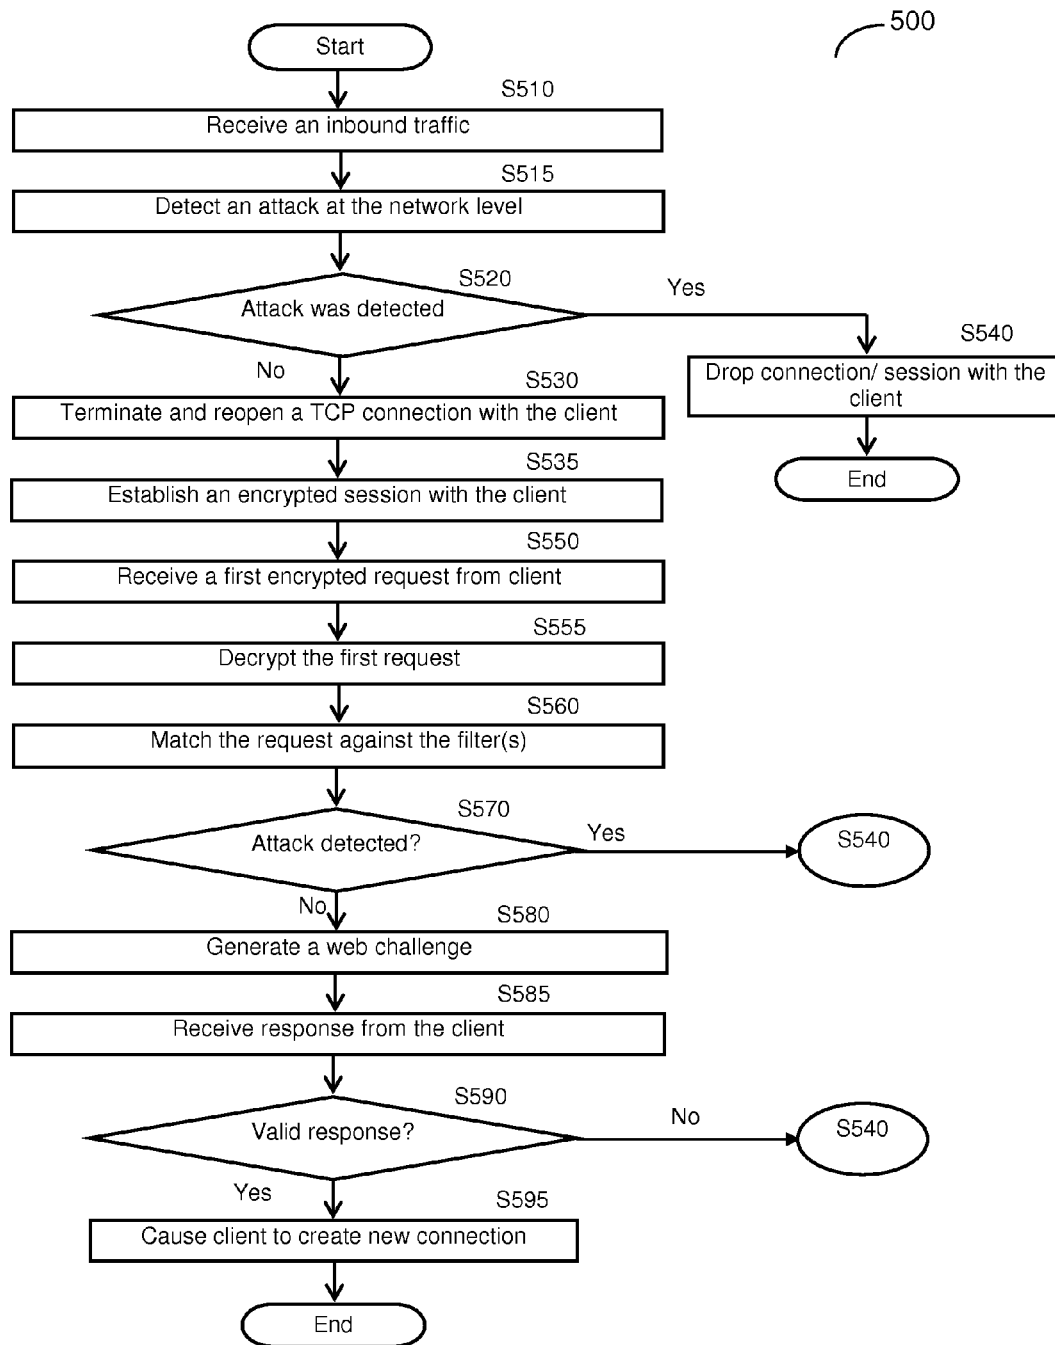 500
Start
S510
Receive an inbound traffic
S515
Detect an attack at the network level
S520
Attack was detected
Yes
No
S540
Drop connection/ session with the
client
End
S530
Terminate and reopen a TCP connection with the client
S535
Establish an encrypted session with the client
S550
Receive a first encrypted request from client
S555
Decrypt the first request
S560
Match the request against the filter(s)
S570
Attack detected?
Yes
S540
No
S580
Generate a web challenge
S585
Receive response from the client
S590
Valid response?
No
S540
Yes
S595
Cause client to create new connection
End